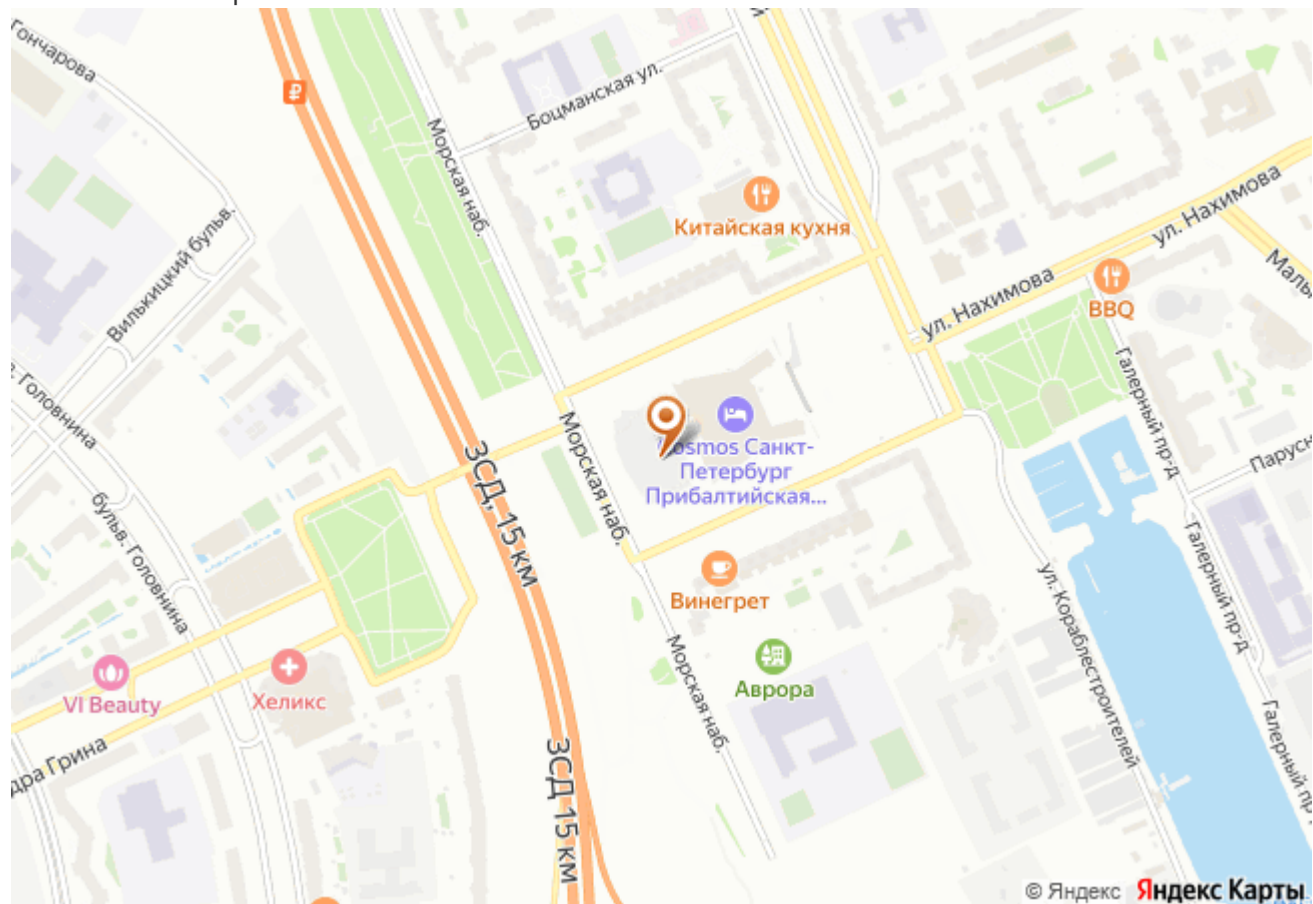 Гончарова
Боцманская ул.
Морская наб.
Китайская кухня
ул. Нахимова
ул. Нахимова
Вилькицкий бульв.
BBQ
Галерный пр-д
Головнина
ЗСД, 15 км
Морская наб.
Cosmos Санкт-
Петербург
Прибалтийская...
бульв. Головнина
Винегрет
Галерный пр-д
ул. Кораблестроителей
Аврора
Морская наб.
VI Beauty
Хеликс
Галерный пр-д
ЗСД 15 км
дра Грина
© Яндекс Яндекс Карты